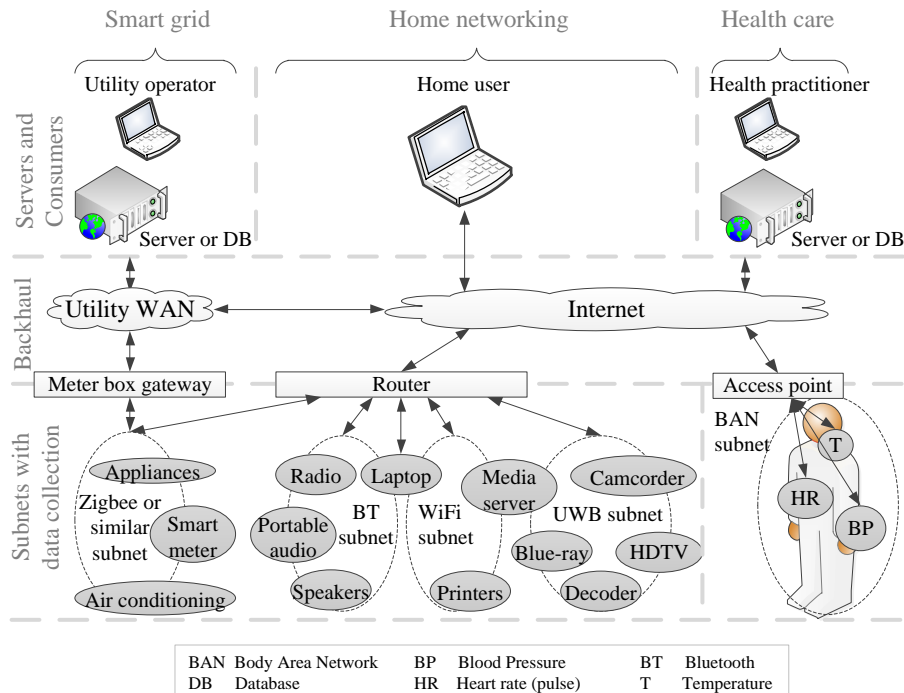 Smart grid
Home networking
Health care
Servers and
Consumers
Utility operator
Home user
Health practitioner
Server or DB
Server or DB
Backhaul
Utility WAN
Internet
Meter box gateway
Router
Access point
Subnets with
data collection
Appliances
Zigbee or
similar
subnet
Smart
meter
Air conditioning
Radio
Portable
audio
Speakers
BT
subnet
Laptop
WiFi
subnet
Printers
Media
server
UWB subnet
Camcorder
Blue-ray
HDTV
Decoder
BAN
subnet
T
HR
BP
BAN Body Area Network BP Blood Pressure BT Bluetooth
DB Database HR Heart rate (pulse) T Temperature